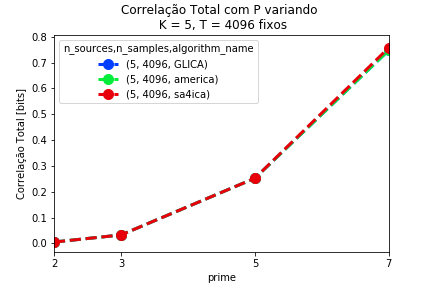 Correlação Total com P variando
K = 5, T = 4096 fixos
n_sources,n_samples,algorithm_name
(5, 4096, GLICA)
(5, 4096, america)
(5, 4096, sa4ica)
Correlação Total [bits]
0.8
0.7
0.6
0.5
0.4
0.3
0.2
0.1
0.0
2 3 5 7
prime